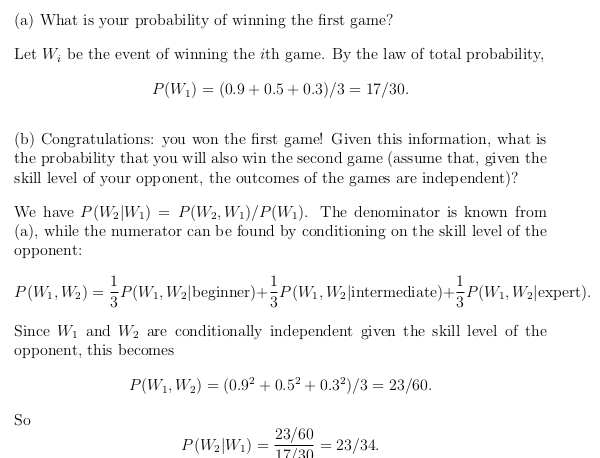 (a) What is your probability of winning the first game?
Let W_i be the event of winning the ith game. By the law of total probability,
P(W_1) = (0.9 + 0.5 + 0.3)/3 = 17/30.
(b) Congratulations: you won the first game! Given this information, what is
the probability that you will also win the second game (assume that, given the
skill level of your opponent, the outcomes of the games are independent)?
We have P(W_2|W_1) = P(W_2, W_1)/P(W_1). The denominator is known from
(a), while the numerator can be found by conditioning on the skill level of the
opponent:
P(W_1, W_2) = \frac{1}{3}P(W_1, W_2|beginner)+\frac{1}{3}P(W_1, W_2|intermediate)+\frac{1}{3}P(W_1, W_2|expert).
Since W_1 and W_2 are conditionally independent given the skill level of the
opponent, this becomes
P(W_1, W_2) = (0.9^2 + 0.5^2 + 0.3^2)/3 = 23/60.
So
P(W_2|W_1) = \frac{23/60}{17/30} = 23/34.